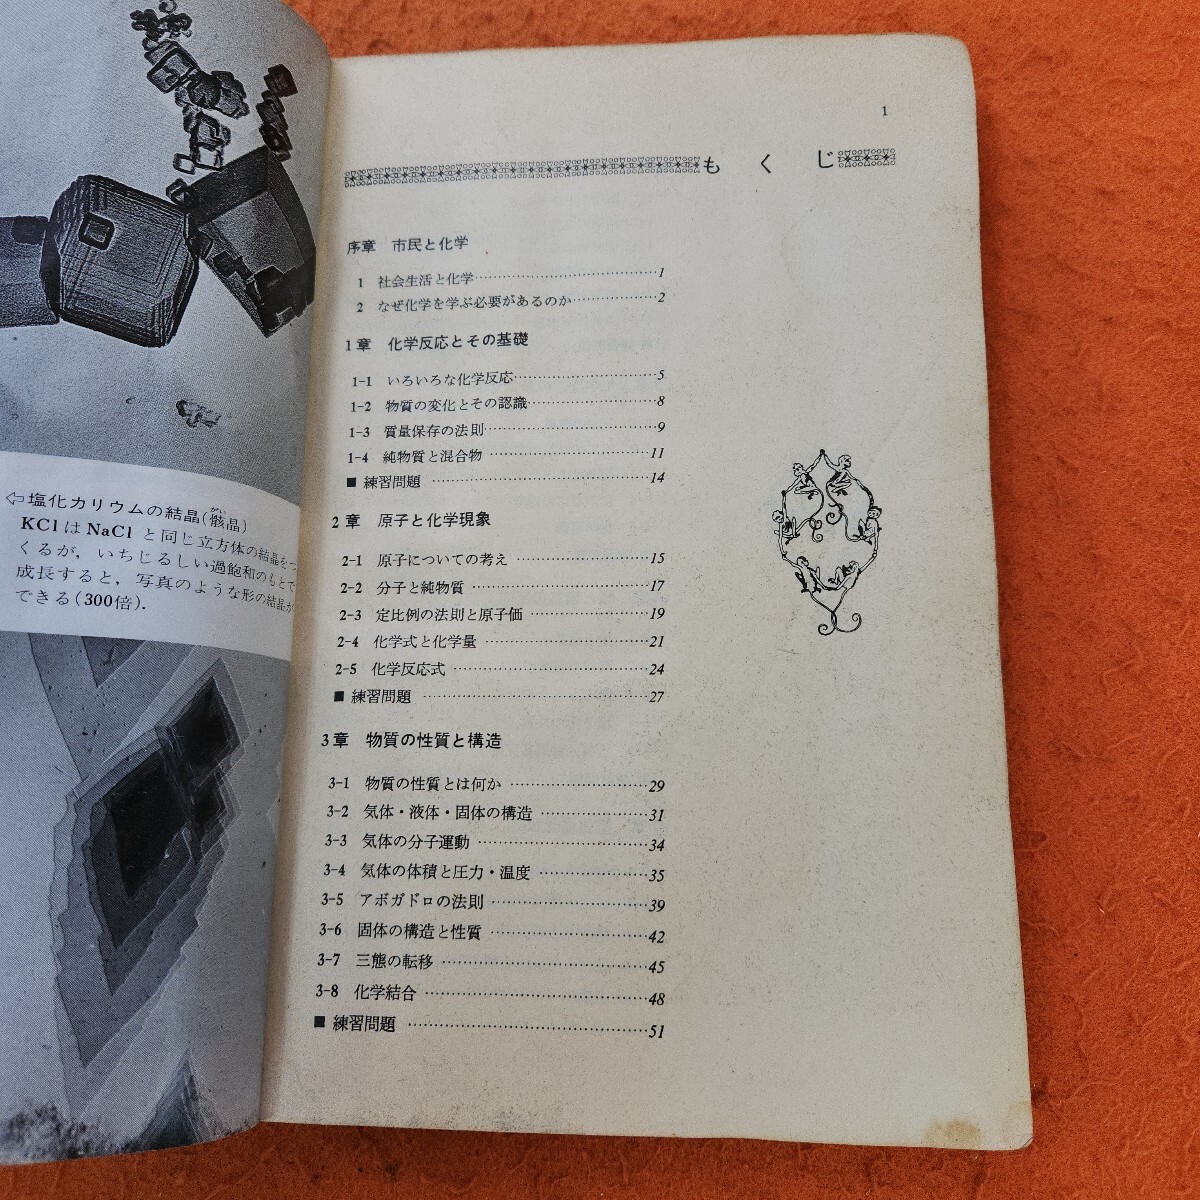 ⇦塩化カリウムの結晶(骸晶)
がい
KClはNaCl と同じ立方体の結晶をつ
くるが，いちじるしい過飽和のもとで
成長すると，写真のような形の結晶が
できる(300倍).
1
もくじ
序章 市民と化学
1 社会生活と化学……………………………1
2 なぜ化学を学ぶ必要があるのか……………2
1章 化学反応とその基礎
1-1 いろいろな化学反応……………………5
1-2 物質の変化とその認識…………………8
1-3 質量保存の法則…………………………9
1-4 純物質と混合物…………………………11
■ 練習問題……………………………………14
2章 原子と化学現象
2-1 原子についての考え……………………15
2-2 分子と純物質……………………………17
2-3 定比例の法則と原子価…………………19
2-4 化学式と化学量…………………………21
2-5 化学反応式………………………………24
■ 練習問題……………………………………27
3章 物質の性質と構造
3-1 物質の性質とは何か……………………29
3-2 気体・液体・固体の構造………………31
3-3 気体の分子運動…………………………34
3-4 気体の体積と圧力・温度………………35
3-5 アボガドロの法則………………………39
3-6 固体の構造と性質………………………42
3-7 三態の転移………………………………45
3-8 化学結合…………………………………48
■ 練習問題……………………………………51